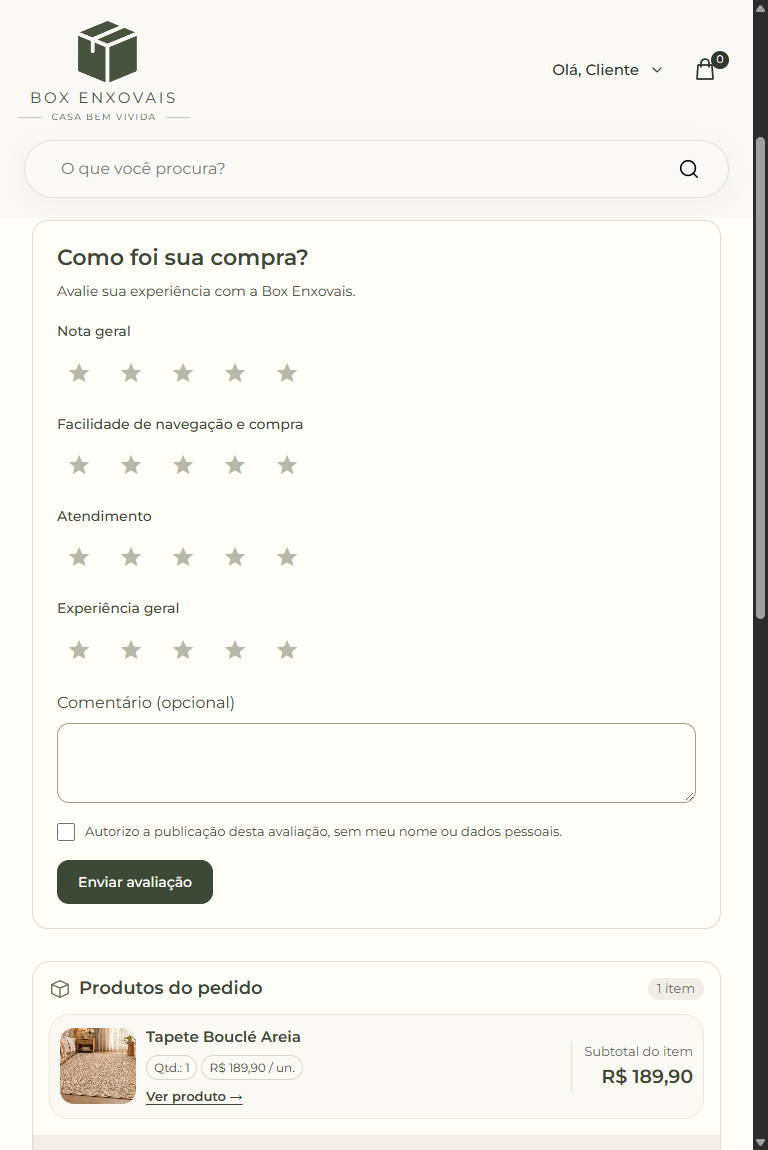 BOX ENXOVAIS
CASA BEM VIVIDA
Olá, Cliente
0
O que você procura?
Como foi sua compra?
Avalie sua experiência com a Box Enxovais.
Nota geral
Facilidade de navegação e compra
Atendimento
Experiência geral
Comentário (opcional)
Autorizo a publicação desta avaliação, sem meu nome ou dados pessoais.
Enviar avaliação
Produtos do pedido
1 item
Tapete Bouclé Areia
Qtd.: 1
R$ 189,90 / un.
Ver produto →
Subtotal do item
R$ 189,90